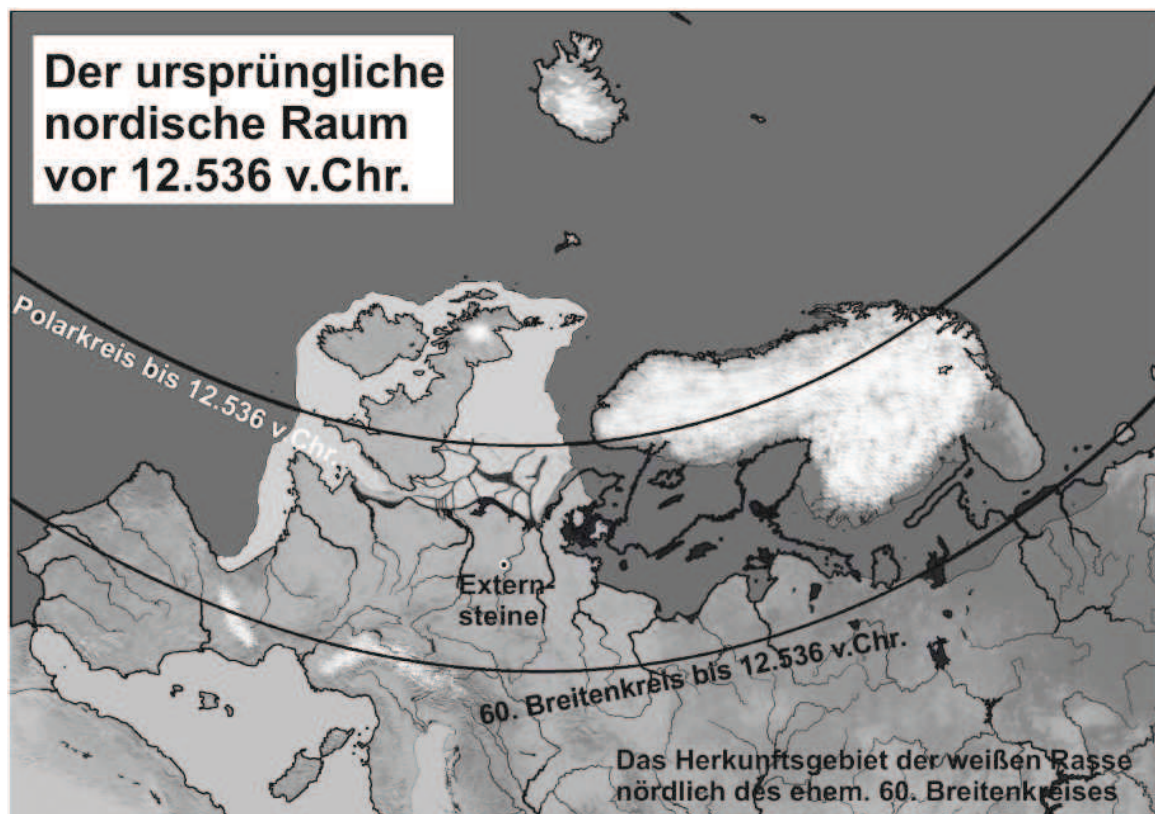 Der ursprüngliche
nordische Raum
vor 12.536 v.Chr.
Polarkreis bis 12.536 v.Chr.
Extern-
steine
60. Breitenkreis bis 12.536 v.Chr.
Das Herkunftsgebiet der weißen Rasse
nördlich des ehem. 60. Breitenkreises